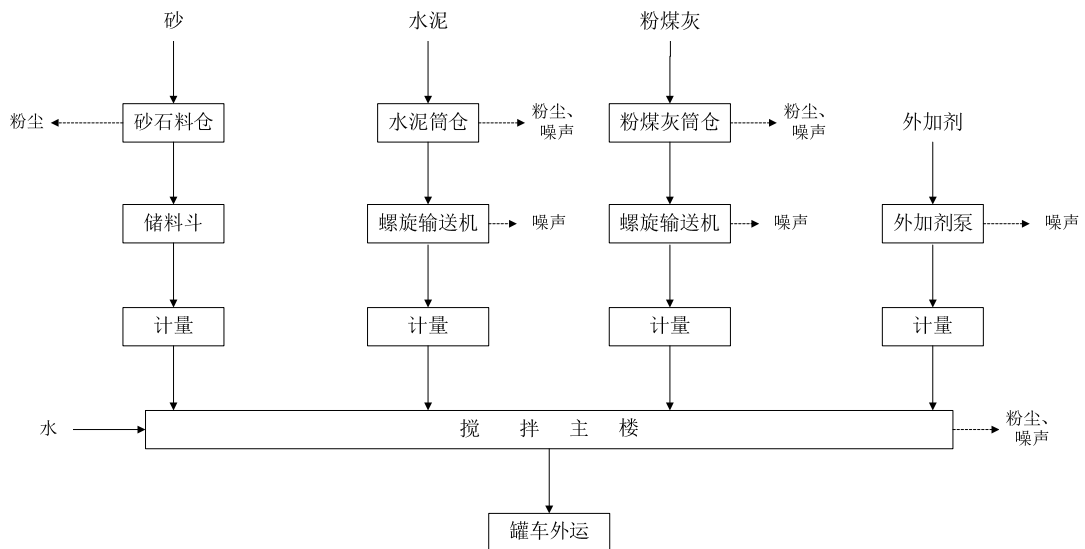 砂
水泥
粉煤灰
粉尘
砂石料仓
水泥筒仓
粉尘、
噪声
粉煤灰筒仓
粉尘、
噪声
外加剂
储料斗
螺旋输送机
噪声
螺旋输送机
噪声
外加剂泵
噪声
计量
计量
计量
计量
水
搅拌主楼
粉尘、
噪声
罐车外运